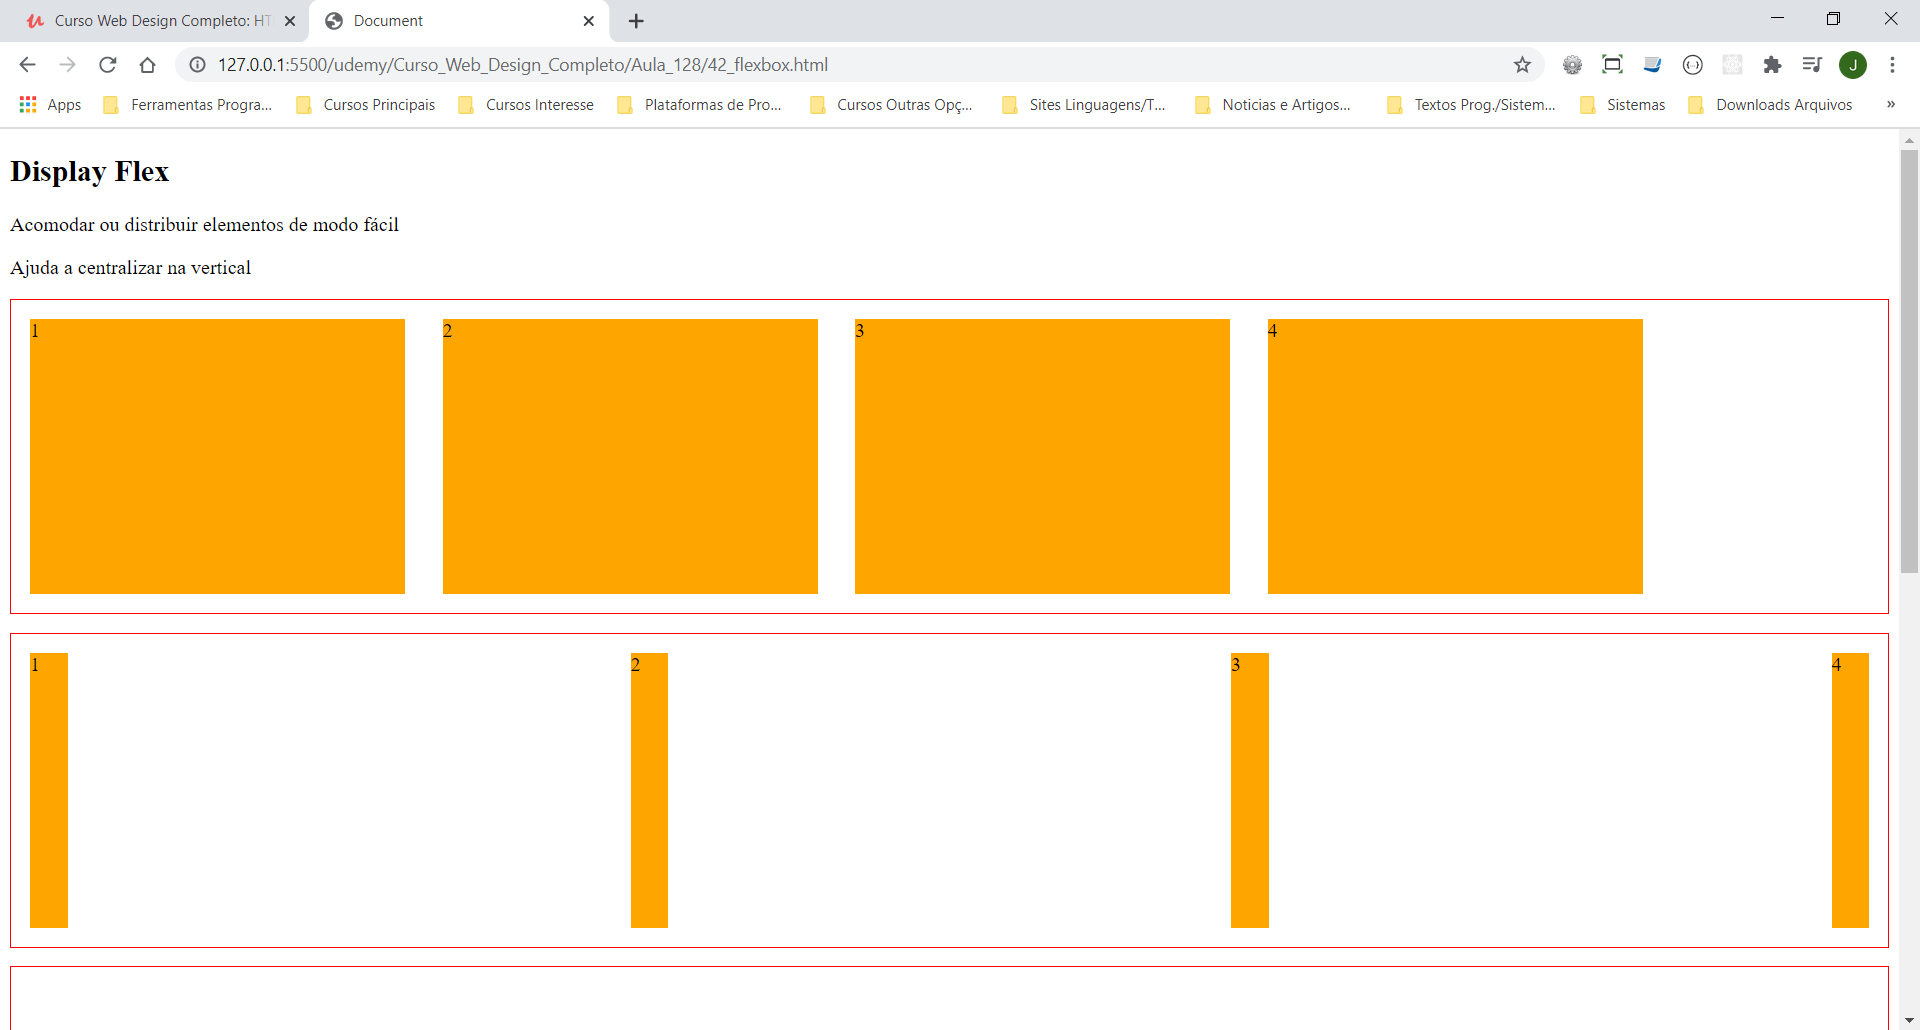 Curso Web Design Completo: HT
Document
127.0.0.1:5500/udemy/Curso_Web_Design_Completo/Aula_128/42_flexbox.html
J
Apps
Ferramentas Progra...
Cursos Principais
Cursos Interesse
Plataformas de Pro...
Cursos Outras Opç...
Sites Linguagens/T...
Noticias e Artigos...
Textos Prog./Sistem...
Sistemas
Downloads Arquivos
»
Display Flex
Acomodar ou distribuir elementos de modo fácil
Ajuda a centralizar na vertical
1 2 3 4
1 2 3 4